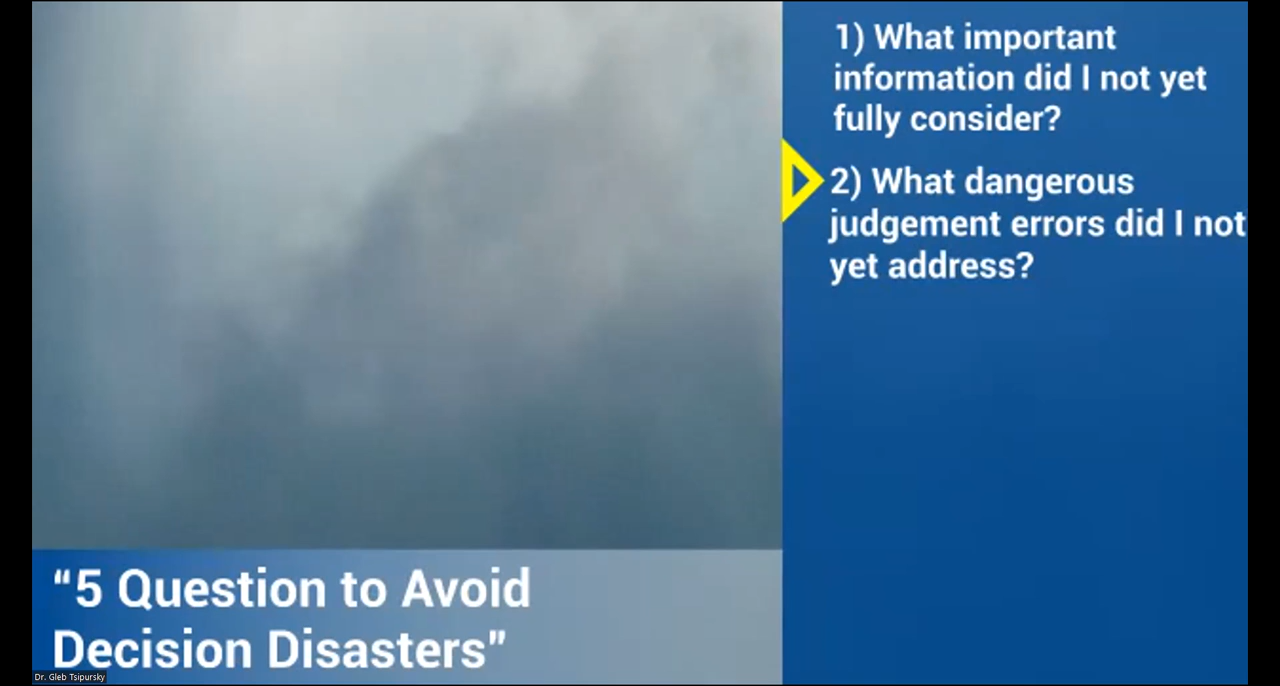 1) What important
information did I not yet
fully consider?
2) What dangerous
judgement errors did I not
yet address?
“5 Question to Avoid
Decision Disasters”
Dr. Gleb Tsipursky